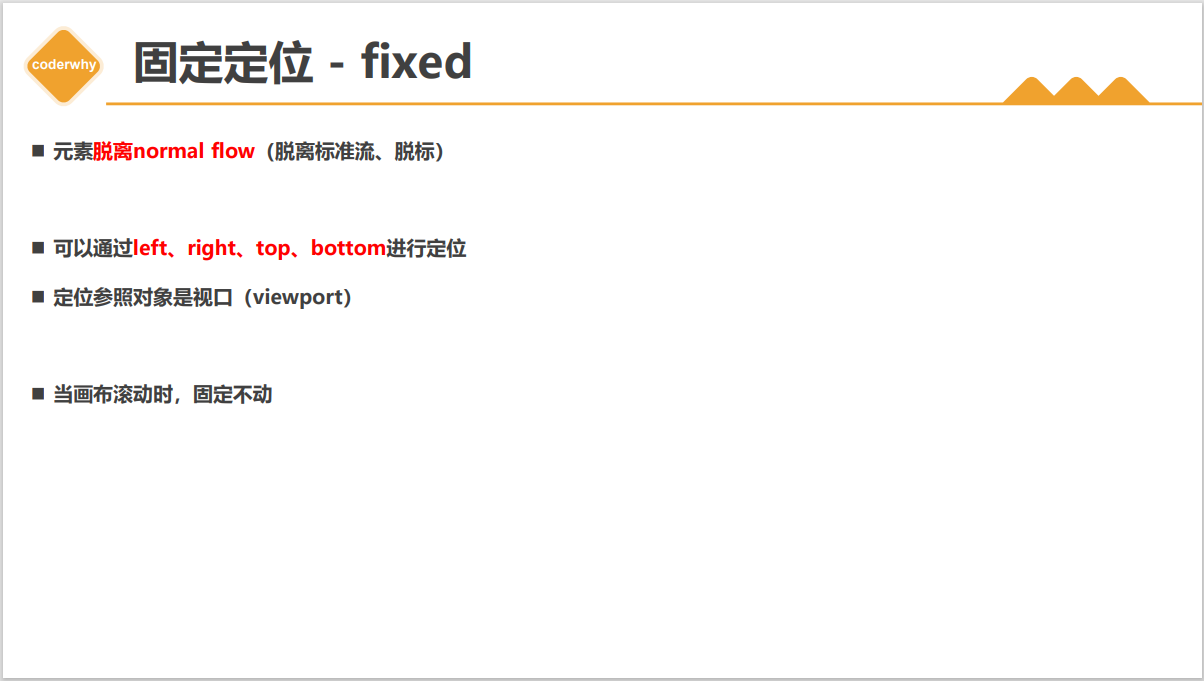 coderwhy
固定定位 - fixed
■ 元素脱离normal flow（脱离标准流、脱标）
■ 可以通过left、right、top、bottom进行定位
■ 定位参照对象是视口（viewport）
■ 当画布滚动时，固定不动